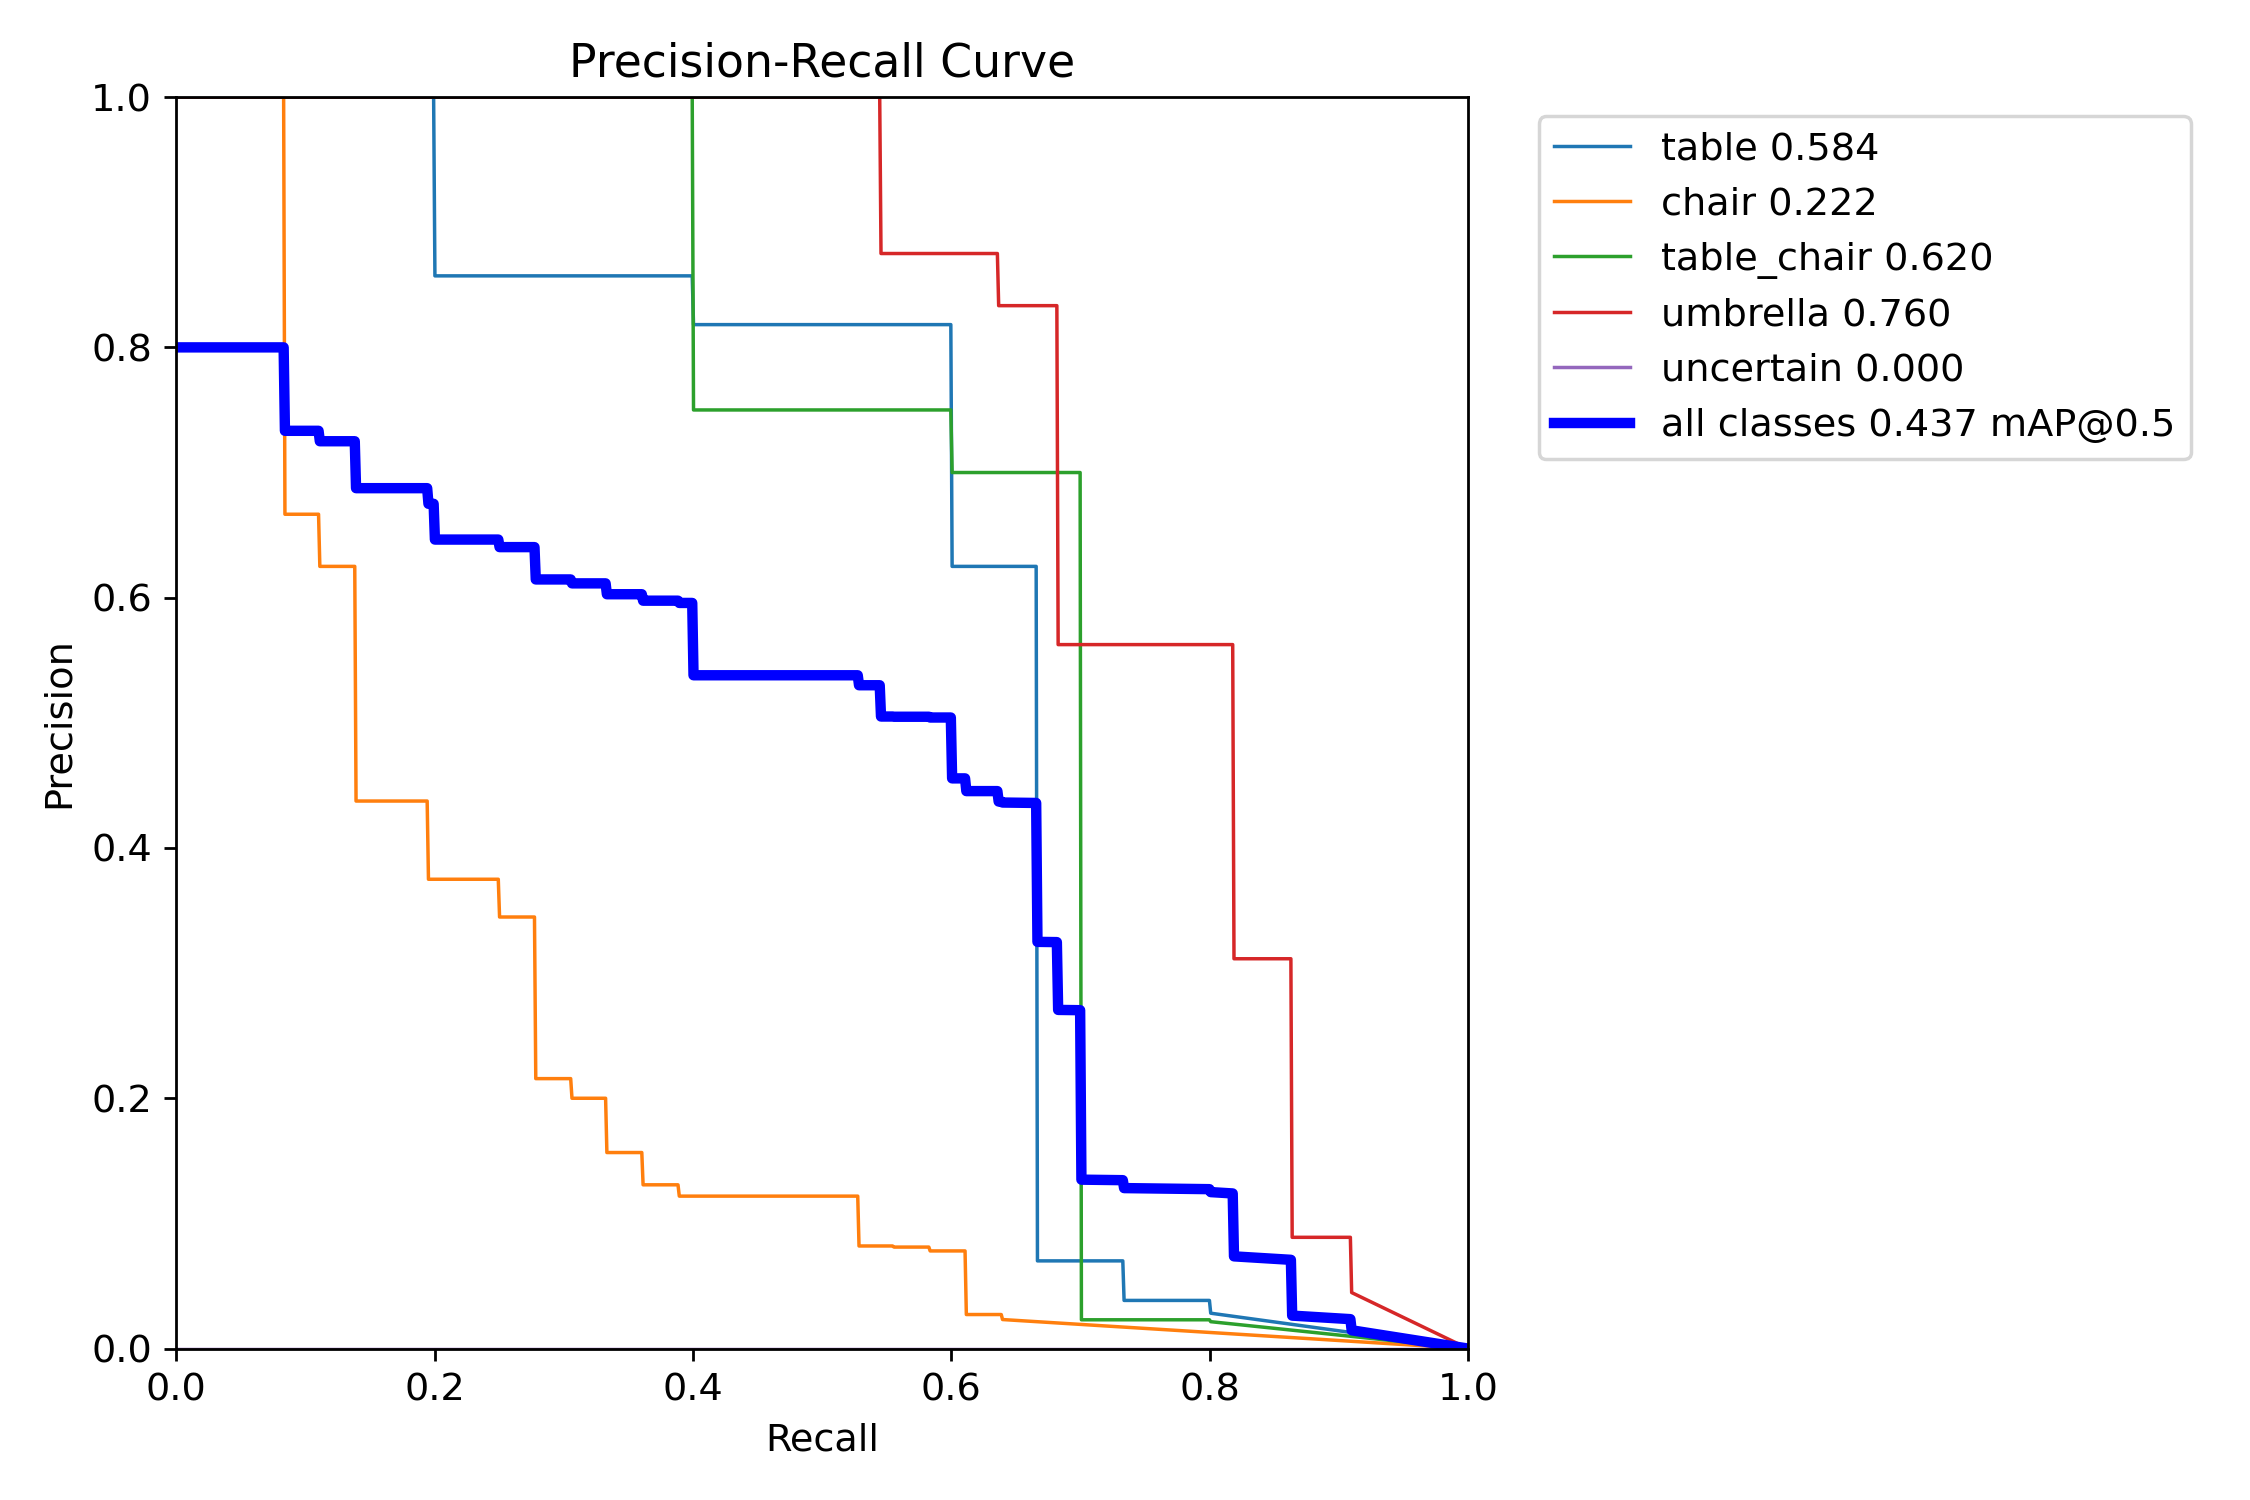 Precision-Recall Curve
1.0
0.8
0.6
0.4
0.2
0.0
Precision
0.0 0.2 0.4 0.6 0.8 1.0
Recall
table 0.584
chair 0.222
table_chair 0.620
umbrella 0.760
uncertain 0.000
all classes 0.437 mAP@0.5